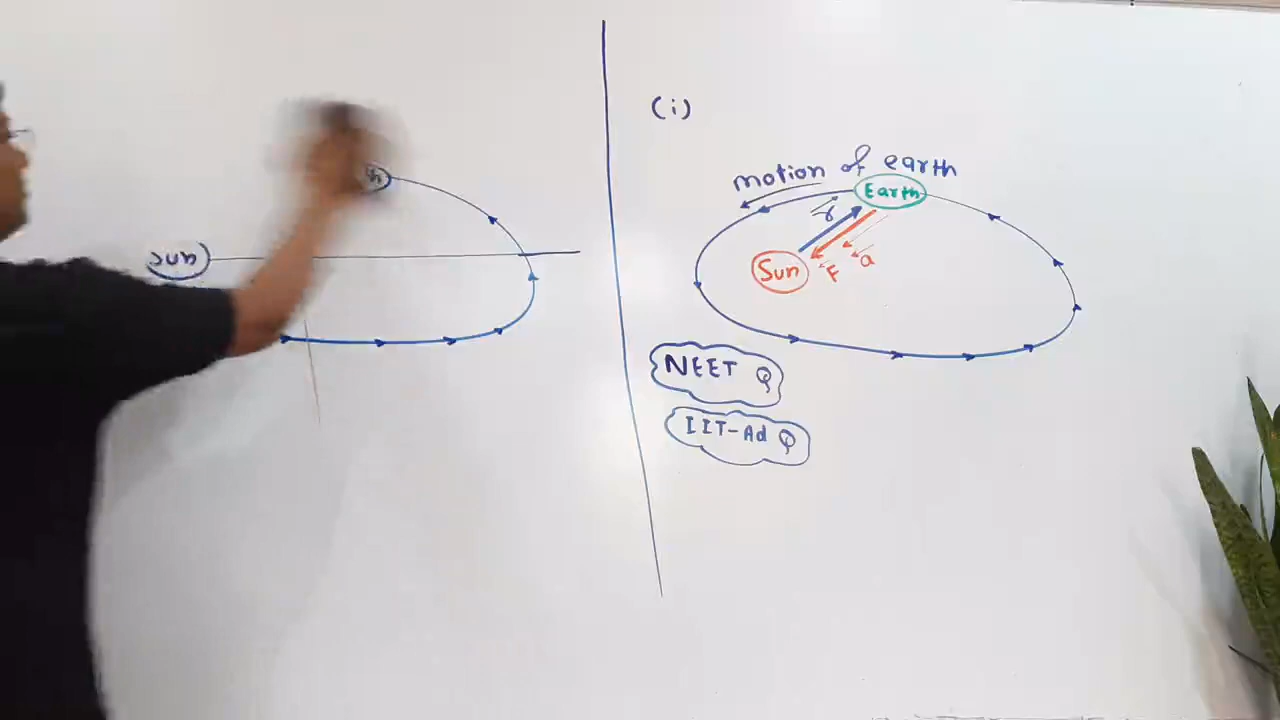 sun
(i)
motion of earth
Earth
r
Sun
F
a
NEET Q
IIT-Ad Q